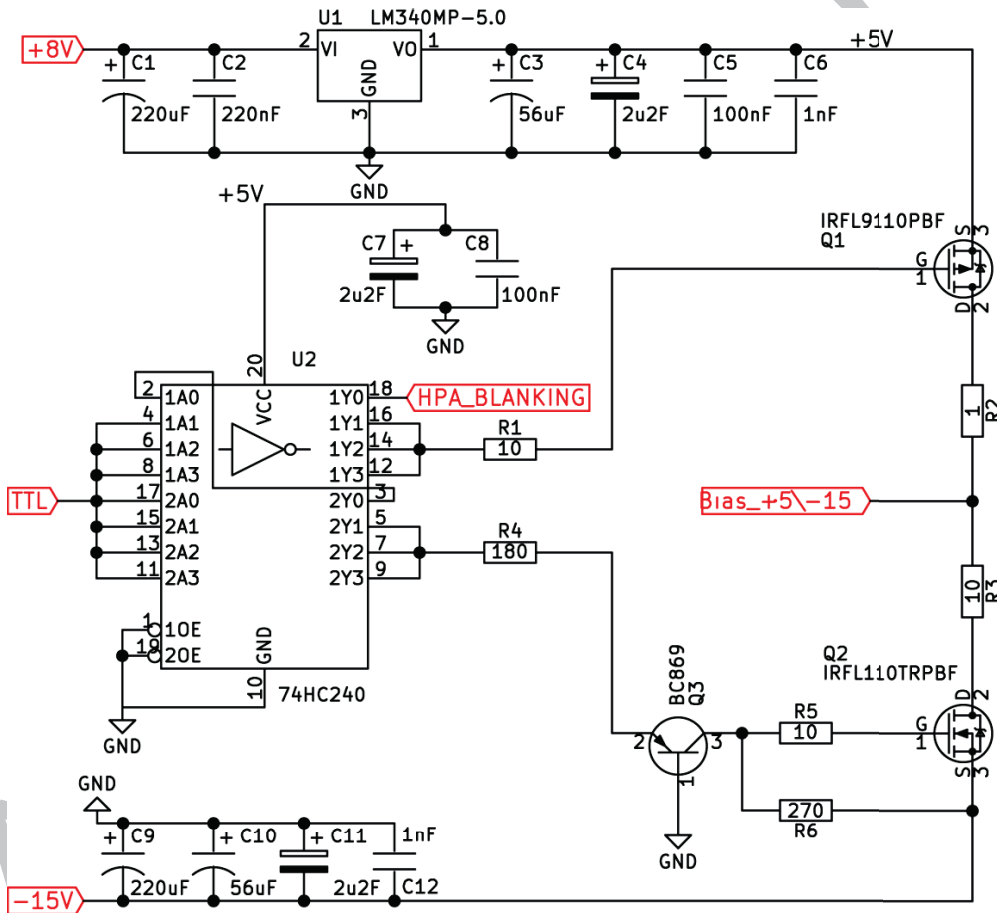 U1 LM340MP-5.0
+8V
2 VI VO 1
GND
3
+5V
+ C1
220uF
C2
220nF
+ C3
56uF
+ C4
2u2F
C5
100nF
C6
1nF
GND
+5V
C7 +
2u2F
C8
100nF
GND
IRFL9110PBF
Q1
G
1
S 3
D 2
U2
20
VCC
2 1A0 1Y0 18
HPA_BLANKING
4 1A1 1Y1 16
6 1A2 1Y2 14
8 1A3 1Y3 12
TTL
17 2A0 2Y0 3
15 2A1 2Y1 5
13 2A2 2Y2 7
11 2A3 2Y3 9
1 1OE
19 2OE
GND
10
74HC240
GND
R1
10
R4
180
1
R2
Bias_+5\-15
10
R3
Q2
IRFL110TRPBF
G
1
D 2
S 3
BC869
Q3
2
3
1
GND
R5
10
270
R6
GND
+ C9
220uF
+ C10
56uF
+ C11
2u2F
1nF
C12
-15V